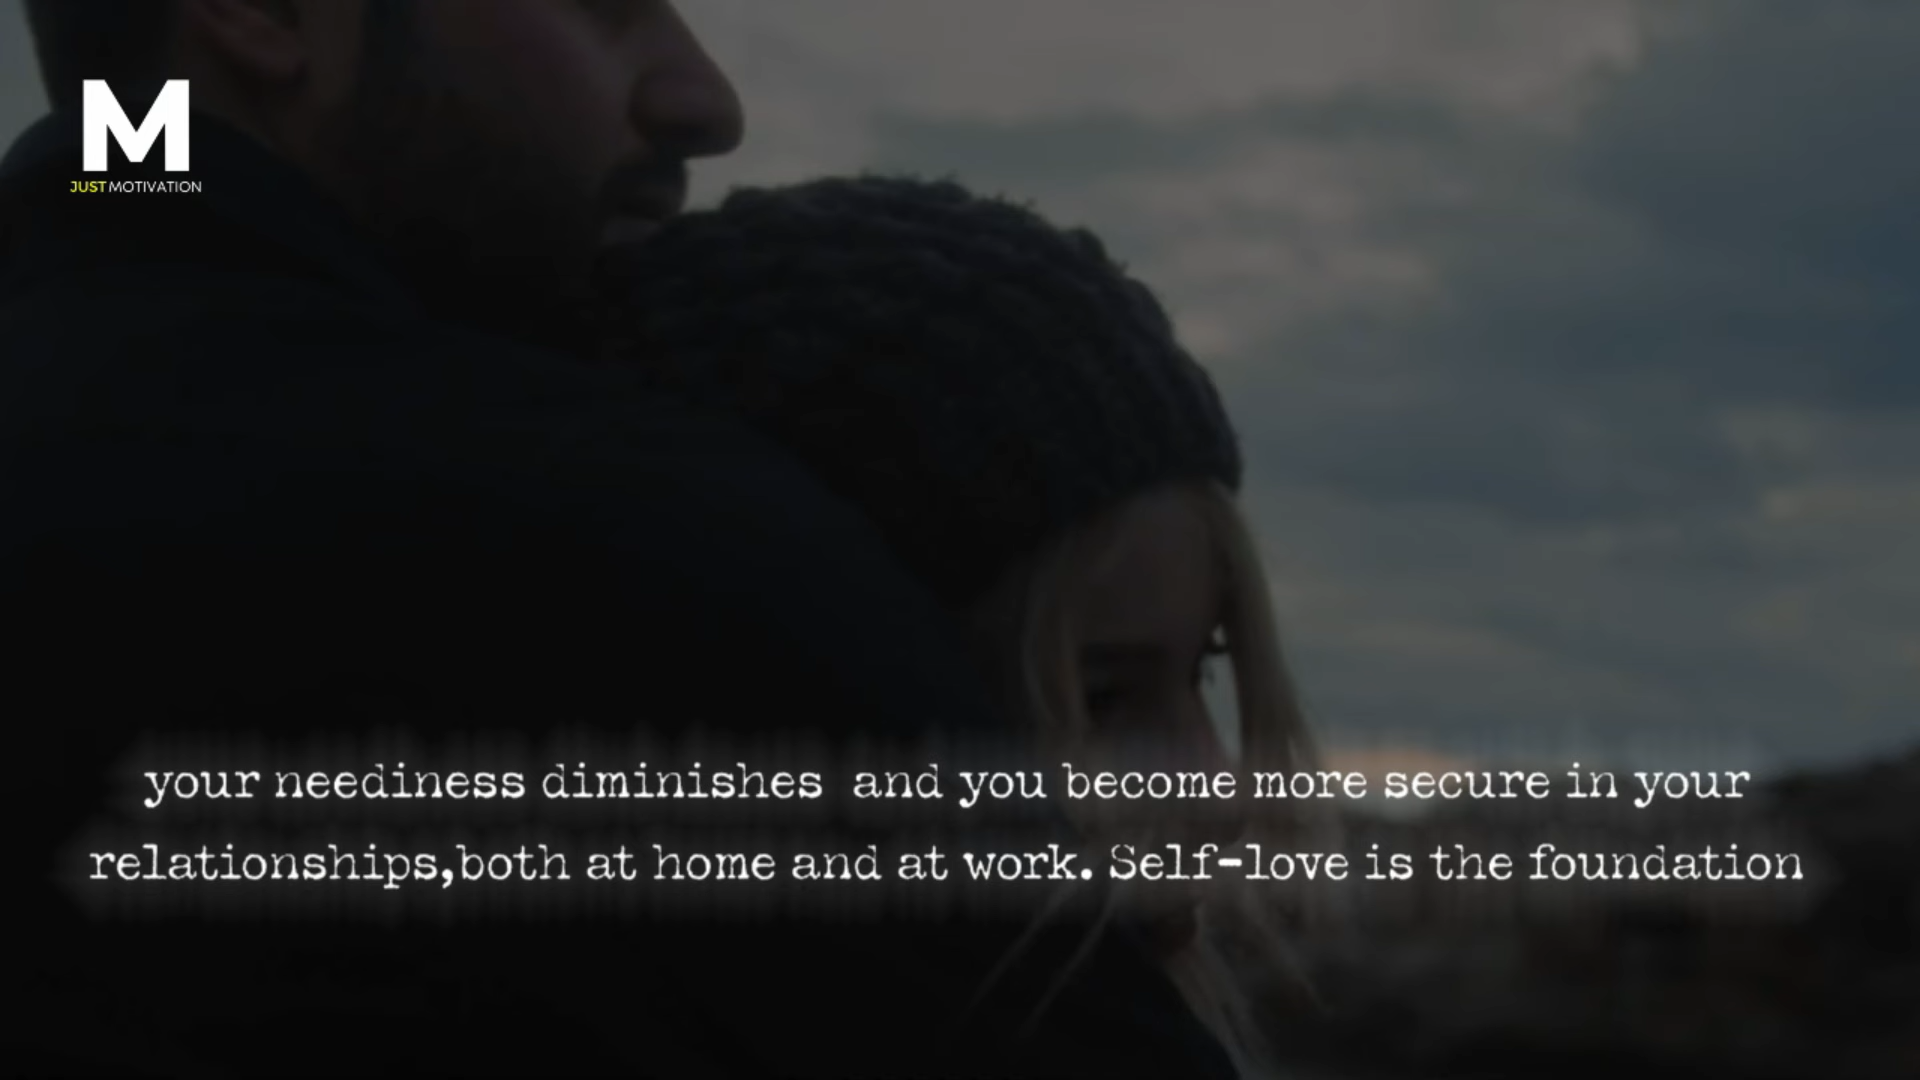 M
JUST MOTIVATION
your neediness diminishes  and you become more secure in your
relationships,both at home and at work. Self-love is the foundation